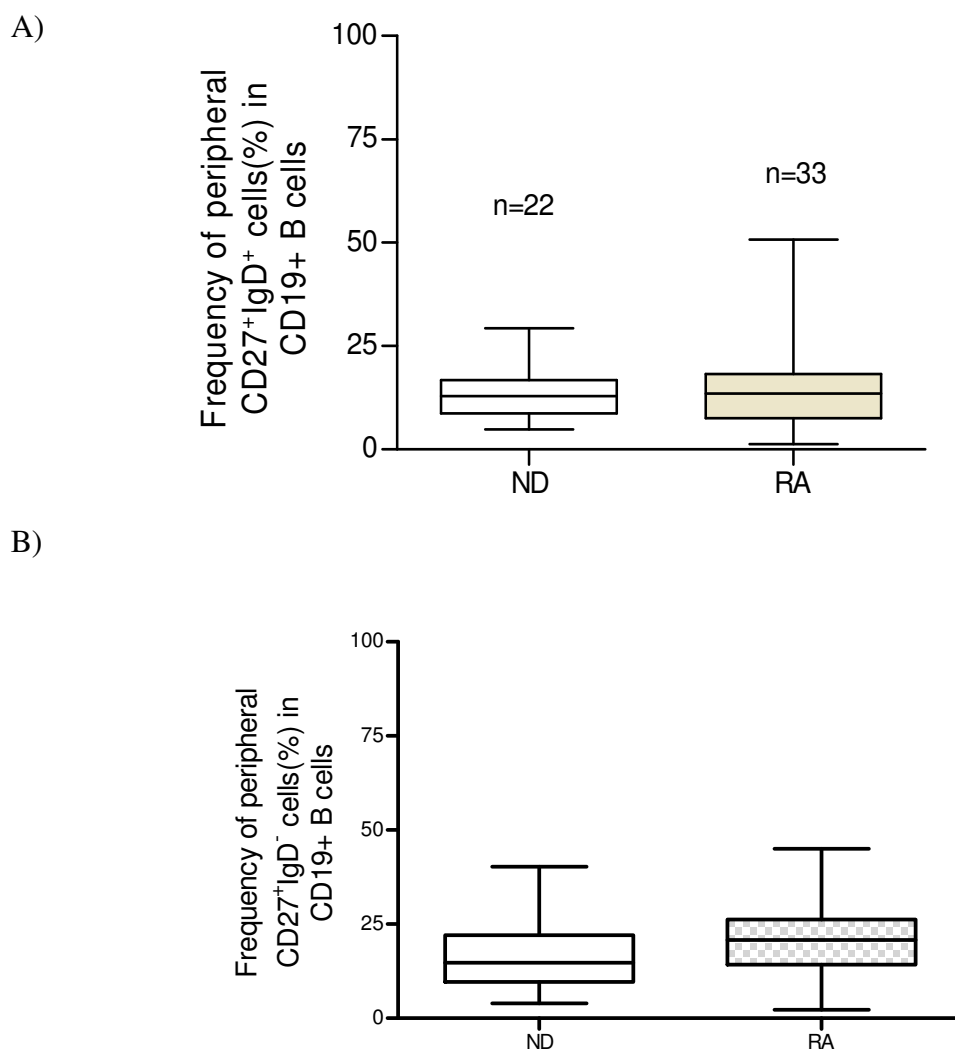 A)
Frequency of peripheral
CD27⁺IgD⁺ cells(%) in
CD19+ B cells
100
75
50
25
0
n=22
n=33
ND
RA
B)
Frequency of peripheral
CD27⁺IgD⁻ cells(%) in
CD19+ B cells
100
75
50
25
0
ND
RA